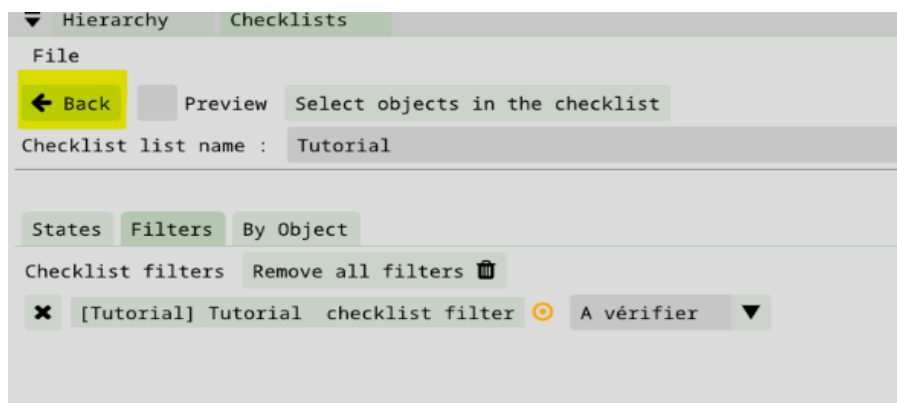 Hierarchy Checklists
File
Back Preview Select objects in the checklist
Checklist list name : Tutorial
States Filters By Object
Checklist filters Remove all filters
[Tutorial] Tutorial checklist filter A vérifier